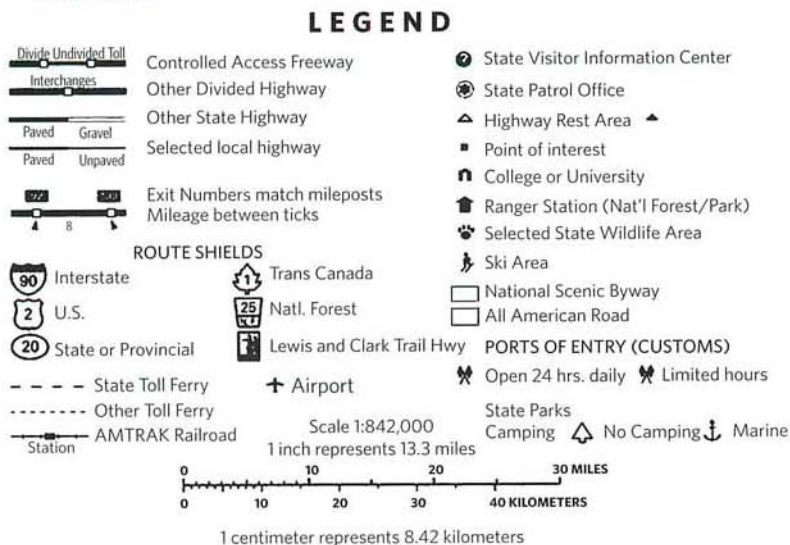 LEGEND
Divide Undivided Toll
Controlled Access Freeway
Interchanges
Other Divided Highway
Other State Highway
Paved Gravel
Selected local highway
Paved Unpaved
Exit Numbers match mileposts
Mileage between ticks
8
ROUTE SHIELDS
90 Interstate
1 Trans Canada
2 U.S.
25 Natl. Forest
20 State or Provincial
Lewis and Clark Trail Hwy
State Toll Ferry
Airport
Other Toll Ferry
AMTRAK Railroad
Station
? State Visitor Information Center
State Patrol Office
Highway Rest Area
Point of interest
College or University
Ranger Station (Nat'l Forest/Park)
Selected State Wildlife Area
Ski Area
National Scenic Byway
All American Road
PORTS OF ENTRY (CUSTOMS)
Open 24 hrs. daily Limited hours
State Parks
Camping No Camping Marine
Scale 1:842,000
1 inch represents 13.3 miles
0 10 20 30 MILES
0 10 20 30 40 KILOMETERS
1 centimeter represents 8.42 kilometers